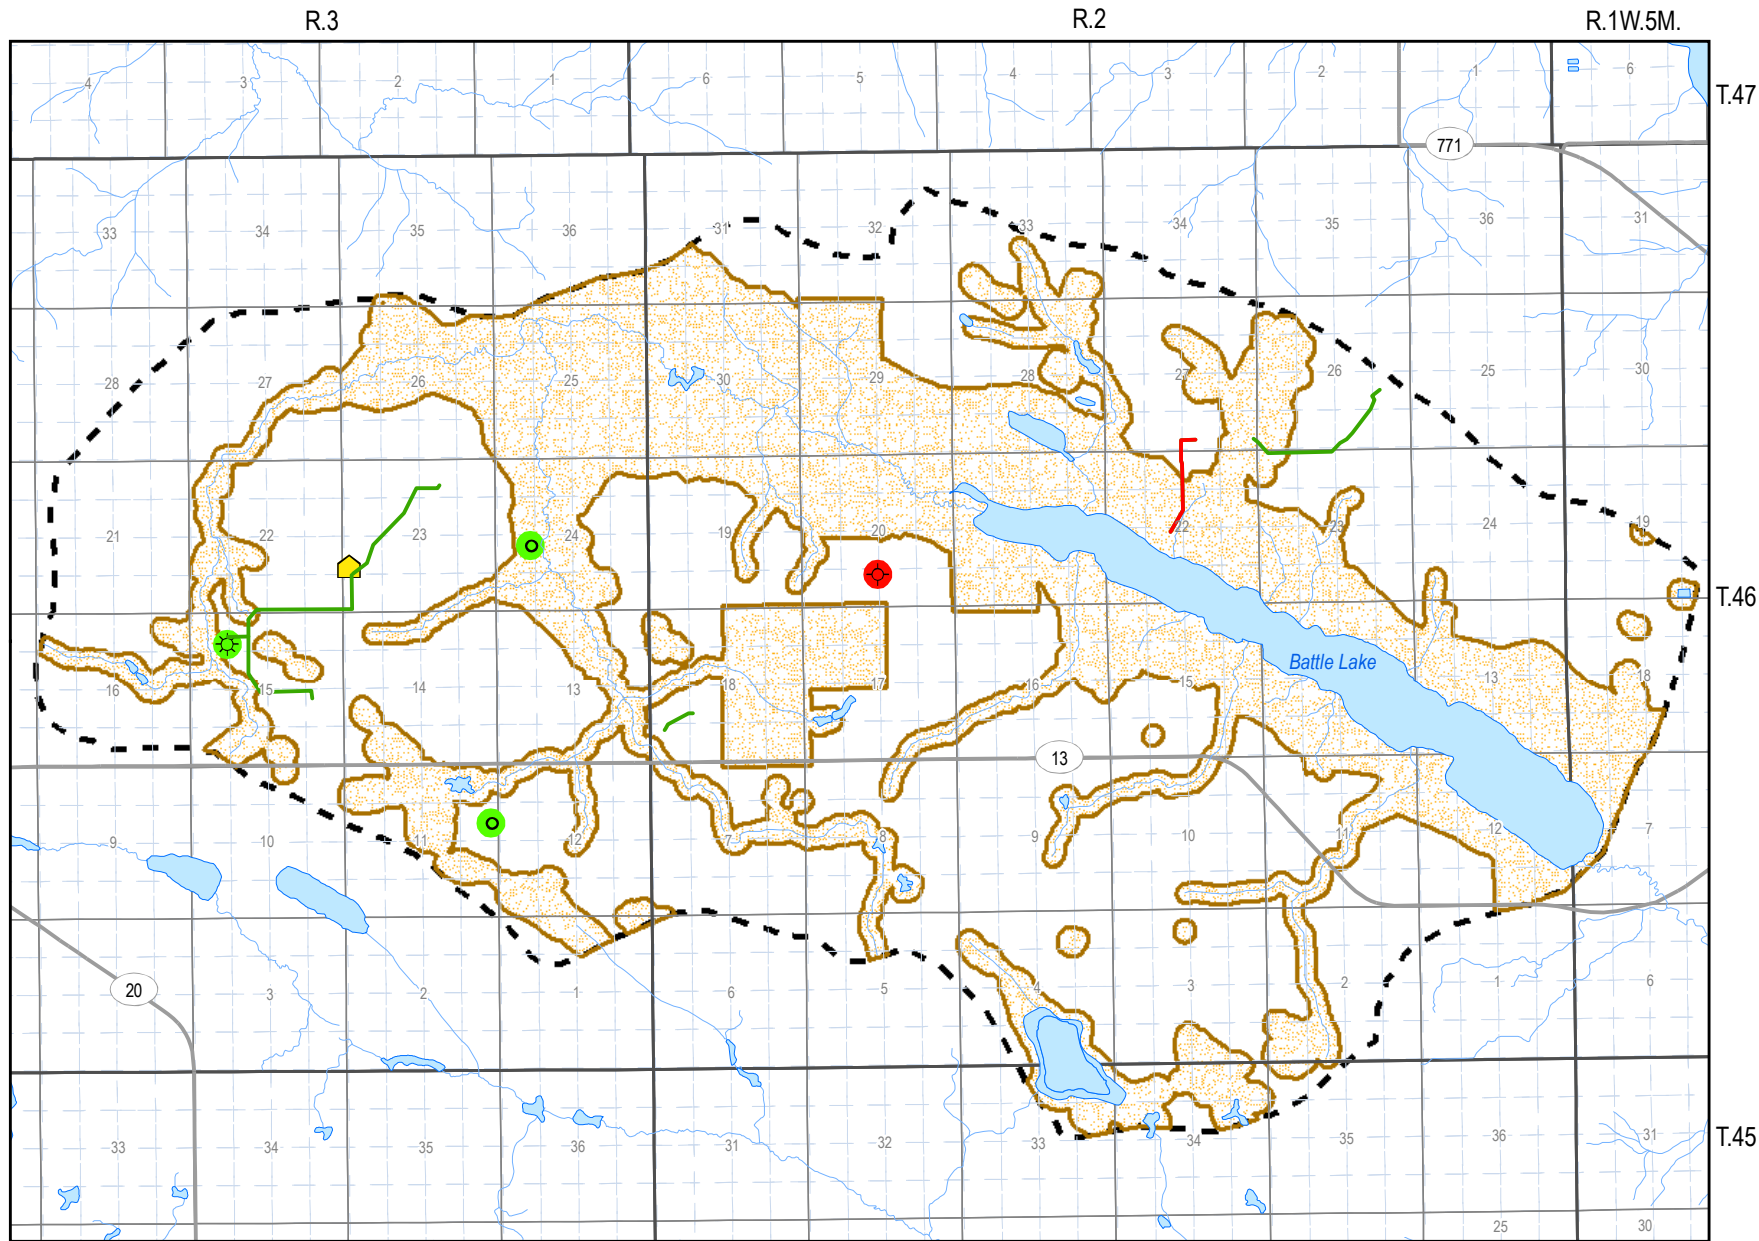 R.3 R.2 R.1W.5M.
4 3 2 1 6 5 4 3 2 1 6
T.47
771
33 34 35 36 31 32 33 34 35 36 31
28 27 26 25 30 29 28 27 26 25 30
21 22 23 24 19 20 22 23 24 19
T.46
Battle Lake
16 15 14 13 18 17 16 15 13 18
13
9 10 11 12 7 8 9 10 11 12 7
20
3 2 1 6 5 4 3 2 1 6
T.45
33 34 35 36 31 32 33 34 35 36 31
25 30